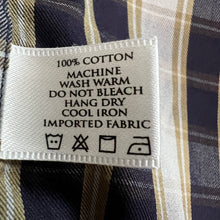 100% COTTON
MACHINE
WASH WARM
DO NOT BLEACH
HANG DRY
COOL IRON
IMPORTED FABRIC